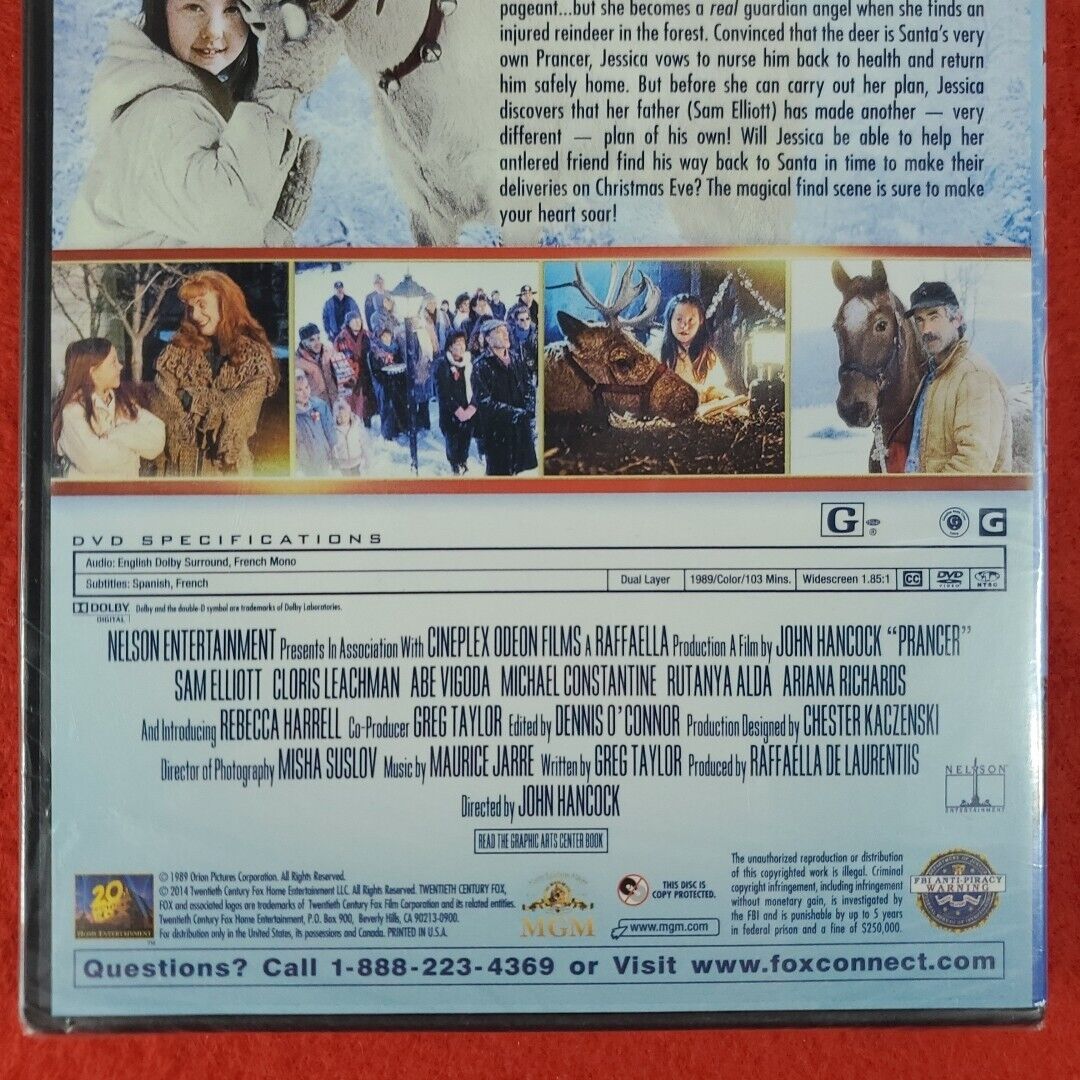 pageant...but she becomes a real guardian angel when she finds an
injured reindeer in the forest. Convinced that the deer is Santa's very
own Prancer, Jessica vows to nurse him back to health and return
him safely home. But before she can carry out her plan, Jessica
discovers that her father (Sam Elliott) has made another — very
different — plan of his own! Will Jessica be able to help her
antlered friend find his way back to Santa in time to make their
deliveries on Christmas Eve? The magical final scene is sure to make
your heart soar!
G
®
G
DVD SPECIFICATIONS
Audio: English Dolby Surround, French Mono
Subtitles: Spanish, French
Dual Layer
1989/Color/103 Mins.
Widescreen 1.85:1
CC
DVD VIDEO
NTSC
DOLBY DIGITAL
Dolby and the double-D symbol are trademarks of Dolby Laboratories.
NELSON ENTERTAINMENT Presents In Association With CINEPLEX ODEON FILMS A RAFFAELLA Production A Film by JOHN HANCOCK "PRANCER"
SAM ELLIOTT CLORIS LEACHMAN ABE VIGODA MICHAEL CONSTANTINE RUTANYA ALDA ARIANA RICHARDS
And Introducing REBECCA HARRELL Co-Producer GREG TAYLOR Edited by DENNIS O'CONNOR Production Designed by CHESTER KACZENSKI
Director of Photography MISHA SUSLOV Music by MAURICE JARRE Written by GREG TAYLOR Produced by RAFFAELLA DE LAURENTIIS
Directed by JOHN HANCOCK
NELSON
ENTERTAINMENT
READ THE GRAPHIC ARTS CENTER BOOK
20
HOME ENTERTAINMENT
™
© 1989 Orion Pictures Corporation. All Rights Reserved.
© 2014 Twentieth Century Fox Home Entertainment LLC. All Rights Reserved. TWENTIETH CENTURY FOX,
FOX and associated logos are trademarks of Twentieth Century Fox Film Corporation and its related entities.
Twentieth Century Fox Home Entertainment, P.O. Box 900, Beverly Hills, CA 90213-0900.
For distribution only in the United States, its possessions and Canada. PRINTED IN U.S.A.
MGM
THIS DISC IS
COPY PROTECTED.
www.mgm.com
The unauthorized reproduction or distribution
of this copyrighted work is illegal. Criminal
copyright infringement, including infringement
without monetary gain, is investigated by
the FBI and is punishable by up to 5 years
in federal prison and a fine of $250,000.
FBI ANTI-PIRACY
WARNING
Questions? Call 1-888-223-4369 or Visit www.foxconnect.com